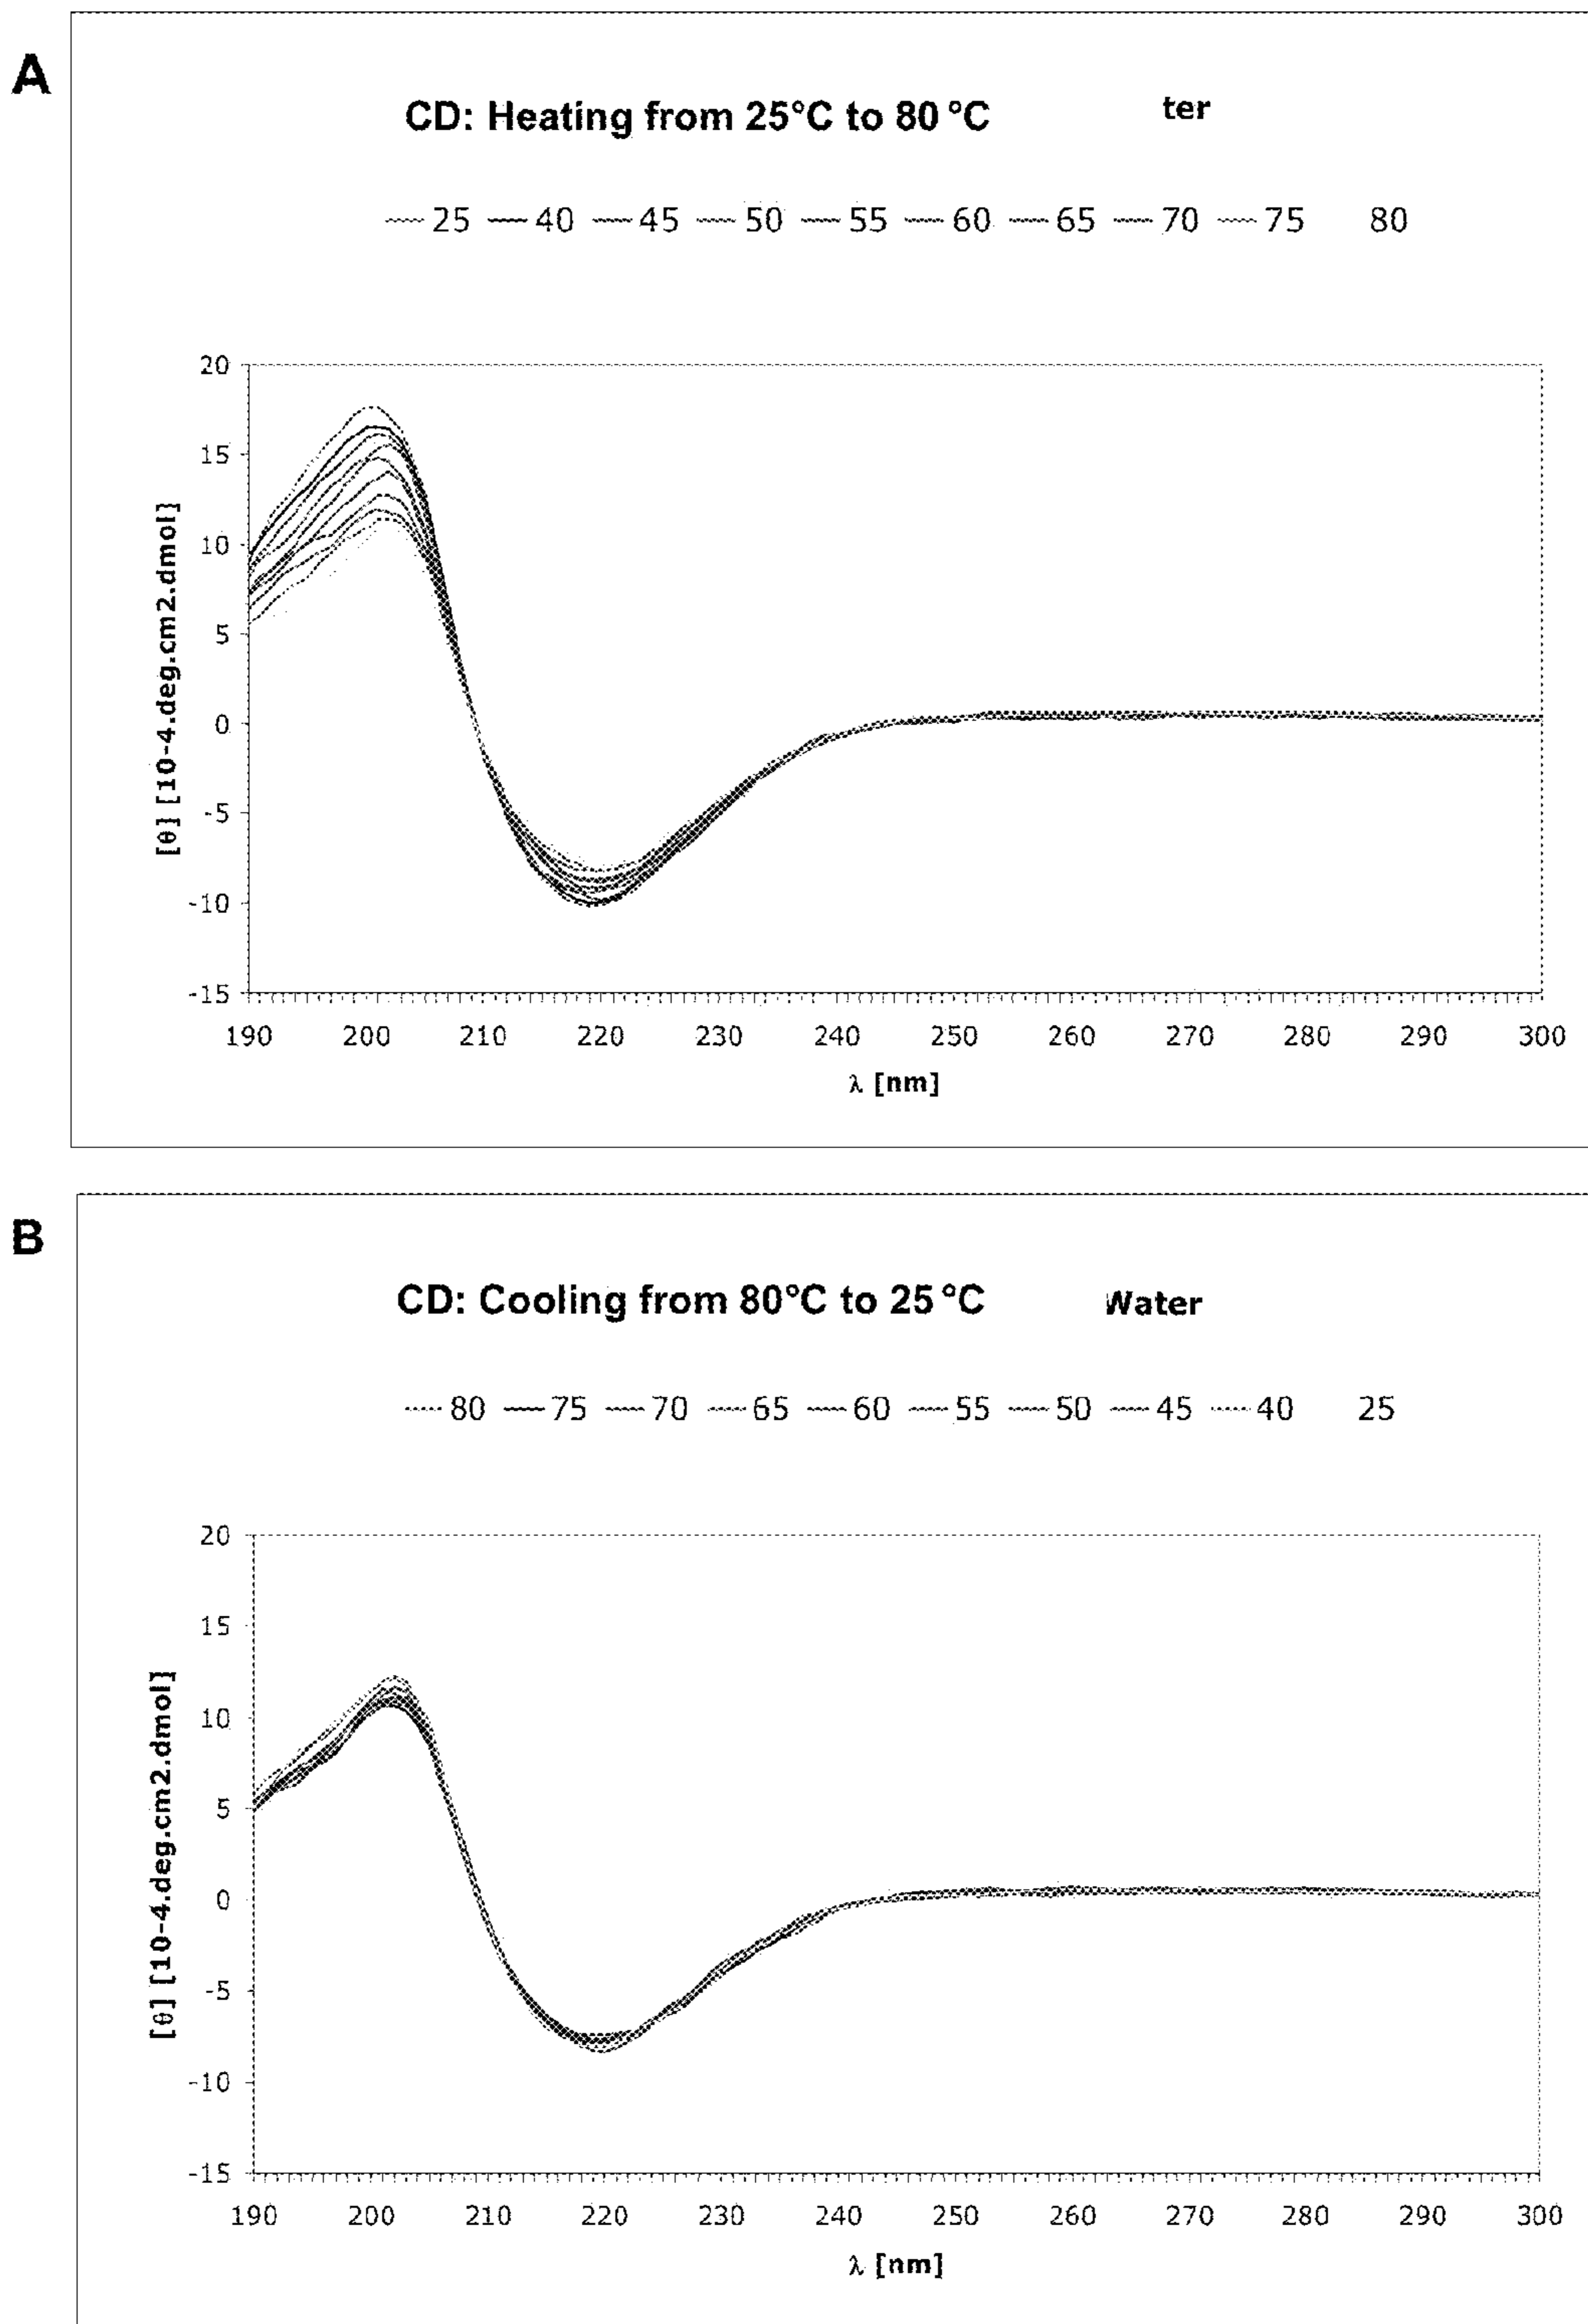 A
CD: Heating from 25°C to 80 °C ter
25 40 45 50 55 60 65 70 75 80
20
15
10
5
0
-5
-10
-15
[θ] [10-4.deg.cm2.dmol]
190 200 210 220 230 240 250 260 270 280 290 300
λ [nm]
B
CD: Cooling from 80°C to 25 °C Water
80 75 70 65 60 55 50 45 40 25
20
15
10
5
0
-5
-10
-15
[θ] [10-4.deg.cm2.dmol]
190 200 210 220 230 240 250 260 270 280 290 300
λ [nm]